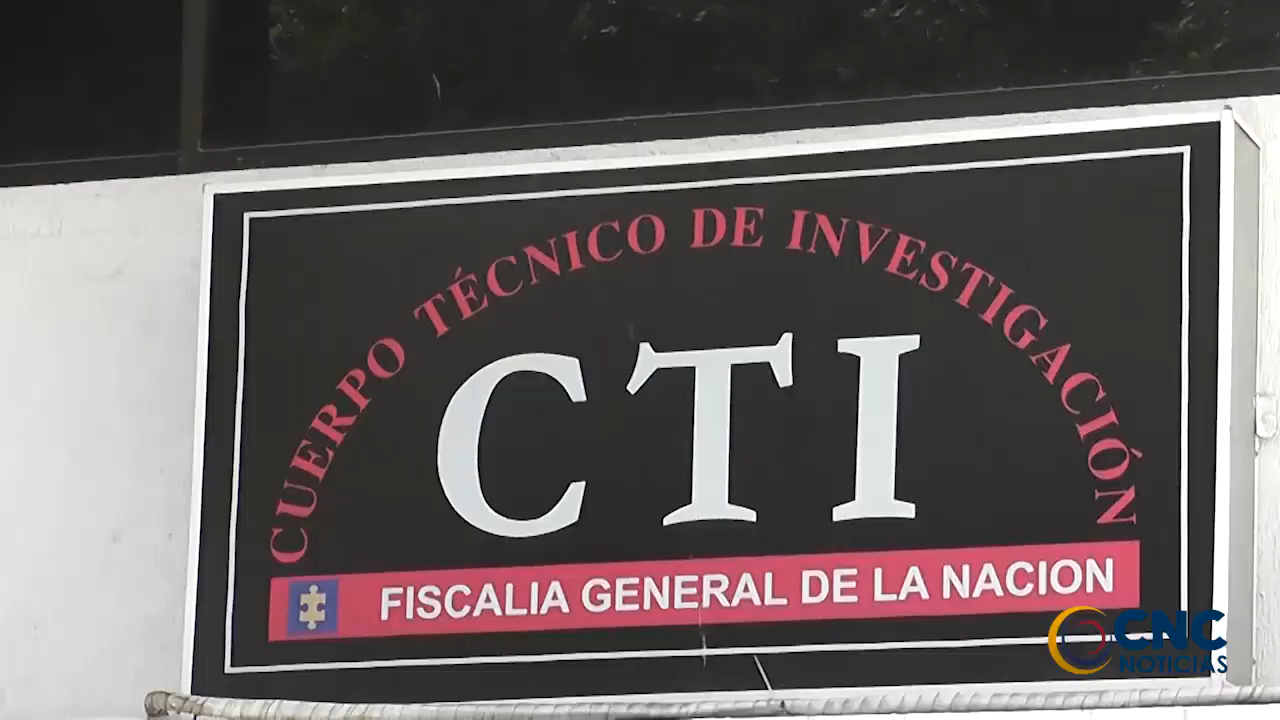 CUERPO TÉCNICO DE INVESTIGACIÓN
CTI
FISCALIA GENERAL DE LA NACION
CNC
NOTICIAS